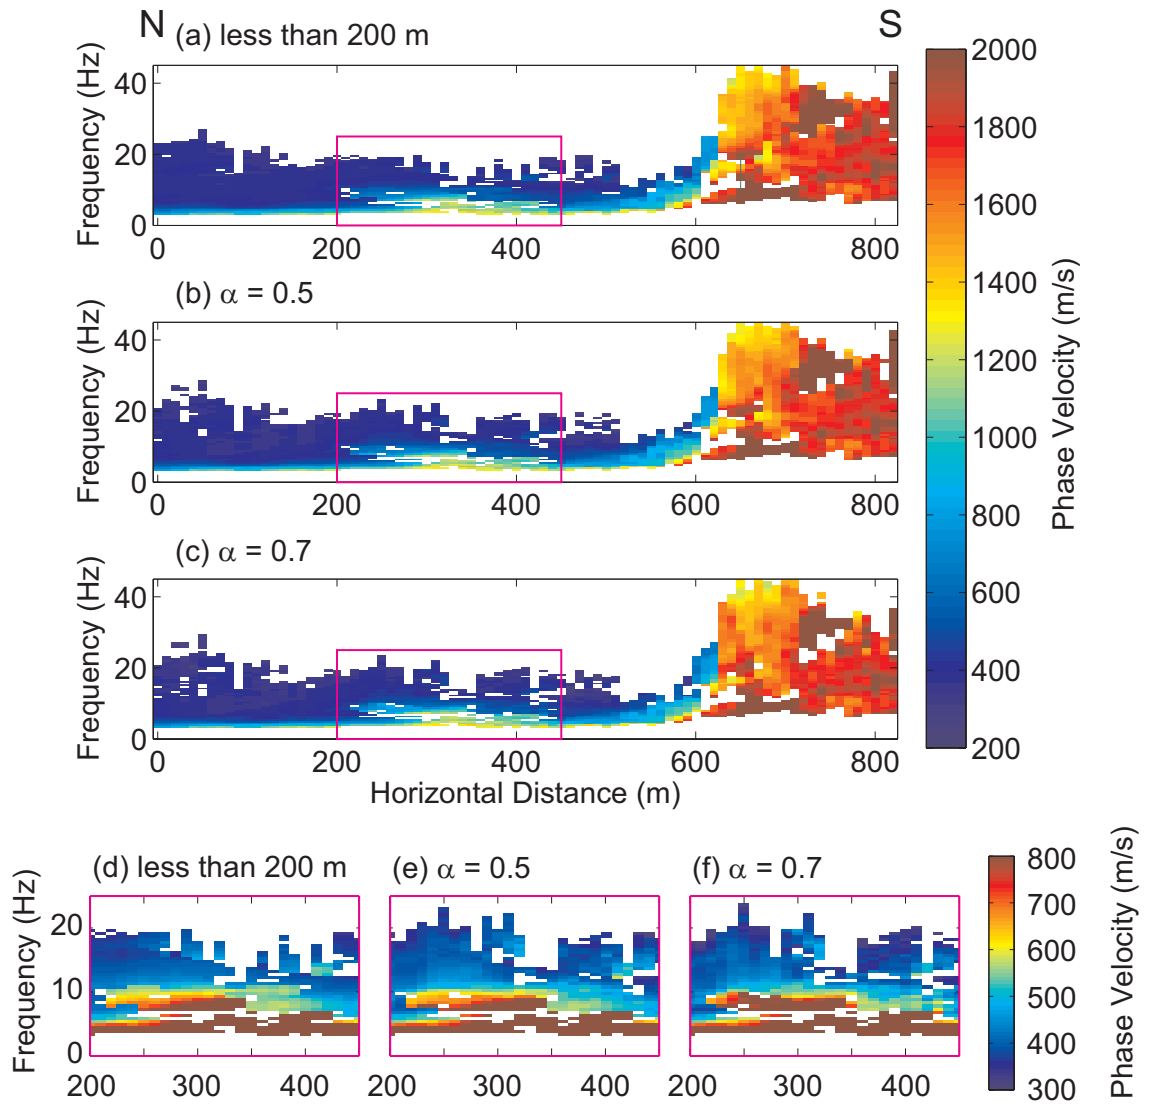 N
S
(a) less than 200 m
Frequency (Hz)
40
20
0
0 200 400 600 800
(b) α = 0.5
Frequency (Hz)
40
20
0
0 200 400 600 800
(c) α = 0.7
Frequency (Hz)
40
20
0
0 200 400 600 800
Horizontal Distance (m)
2000
1800
1600
1400
1200
1000
800
600
400
200
Phase Velocity (m/s)
(d) less than 200 m
(e) α = 0.5
(f) α = 0.7
Frequency (Hz)
20
10
0
200 300 400
200 300 400
200 300 400
800
700
600
500
400
300
Phase Velocity (m/s)